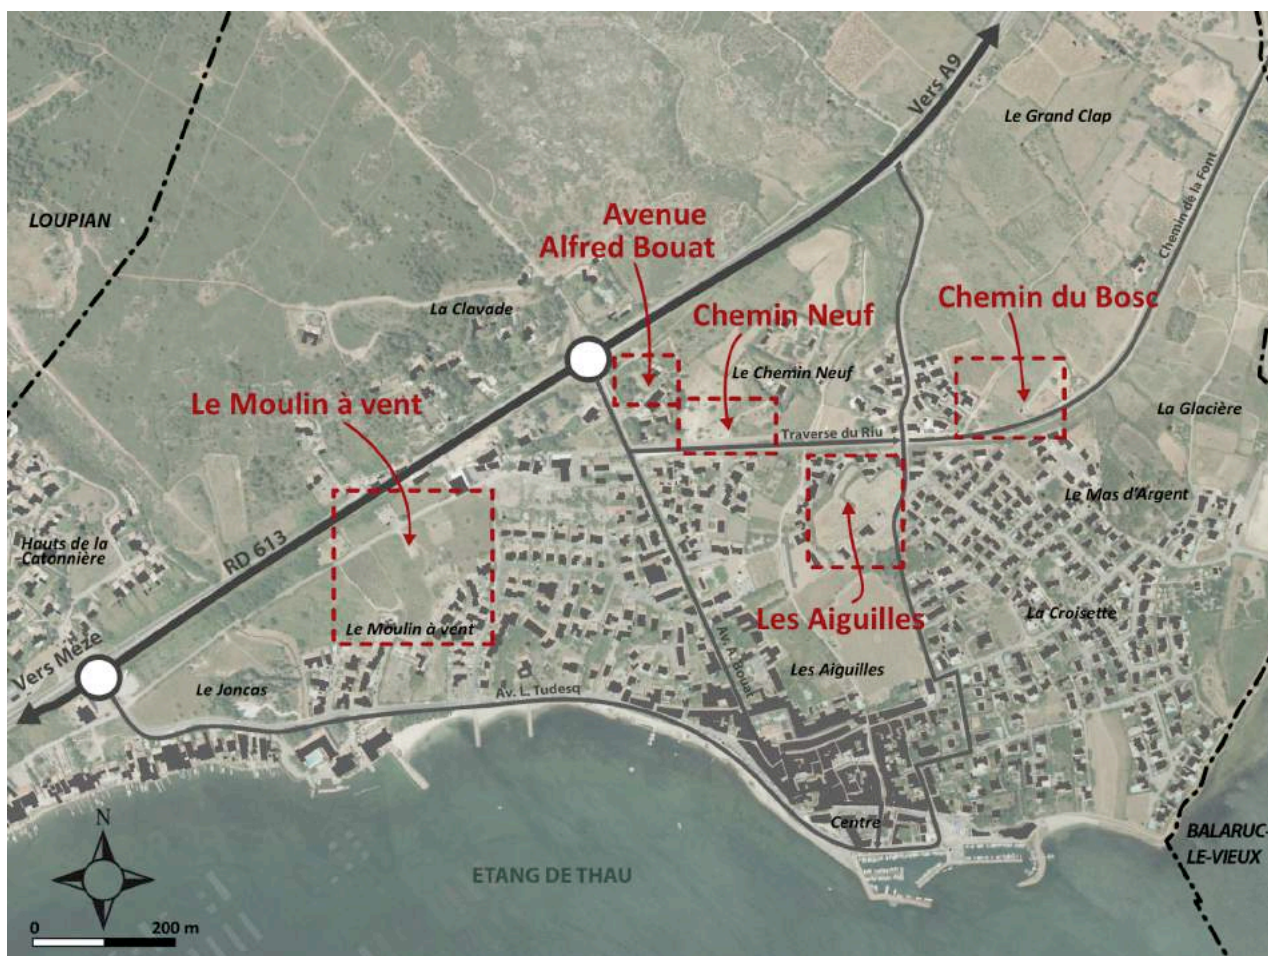 Vers A9
Le Grand Clap
Chemin de la Font
LOUPIAN
Avenue
Alfred Bouat
La Clavade
Chemin Neuf
Chemin du Bosc
Le Chemin Neuf
La Glacière
Le Moulin à vent
Traverse du Riu
Le Mas d'Argent
Hauts de la
Catonnière
RD 613
Les Aiguilles
La Croisette
Le Moulin à vent
Vers Mèze
Les Aiguilles
Le Joncas
Av. L. Tudesq
Av. A. Bouat
Centre
BALARUC-
LE-VIEUX
N
ETANG DE THAU
0 200 m